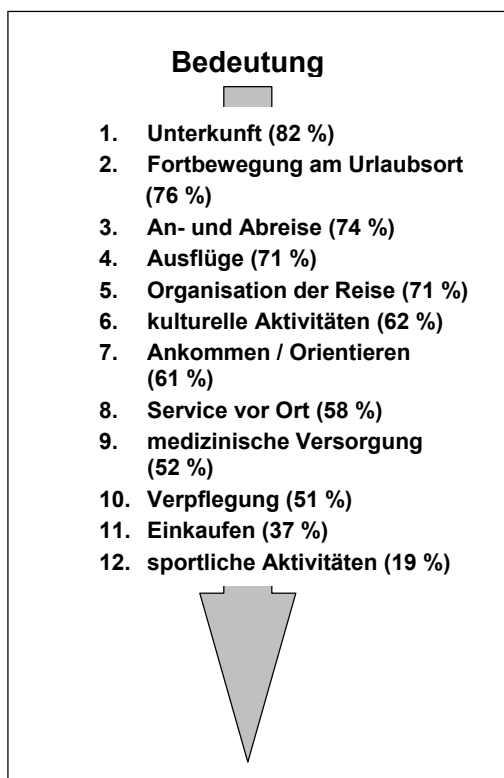 Bedeutung
1. Unterkunft (82 %)
2. Fortbewegung am Urlaubsort
(76 %)
3. An- und Abreise (74 %)
4. Ausflüge (71 %)
5. Organisation der Reise (71 %)
6. kulturelle Aktivitäten (62 %)
7. Ankommen / Orientieren
(61 %)
8. Service vor Ort (58 %)
9. medizinische Versorgung
(52 %)
10. Verpflegung (51 %)
11. Einkaufen (37 %)
12. sportliche Aktivitäten (19 %)